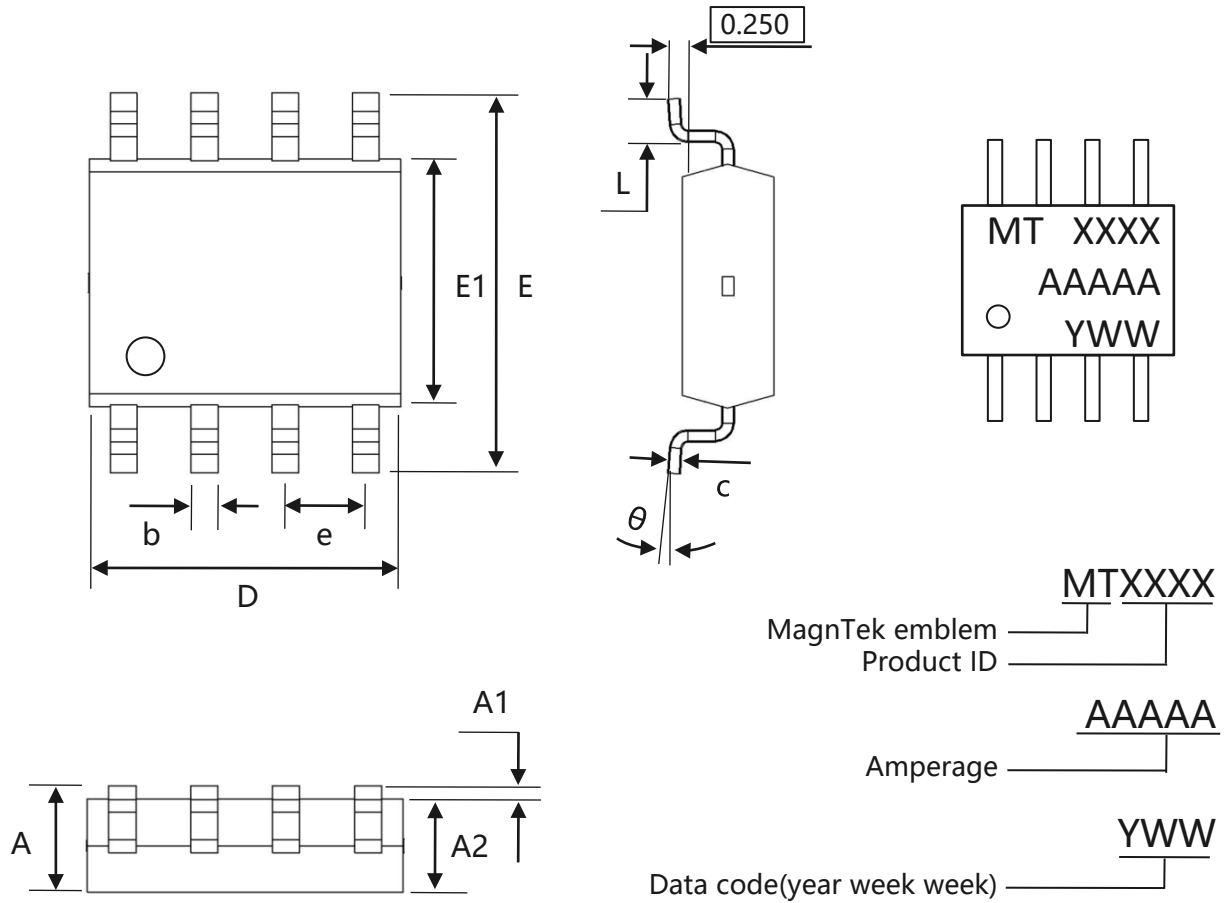 0.250
L
E1
E
MT XXXX
AAAAA
YWW
b
e
c
θ
D
MTXXXX
MagnTek emblem
Product ID
A1
AAAAA
Amperage
A
A2
YWW
Data code(year week week)